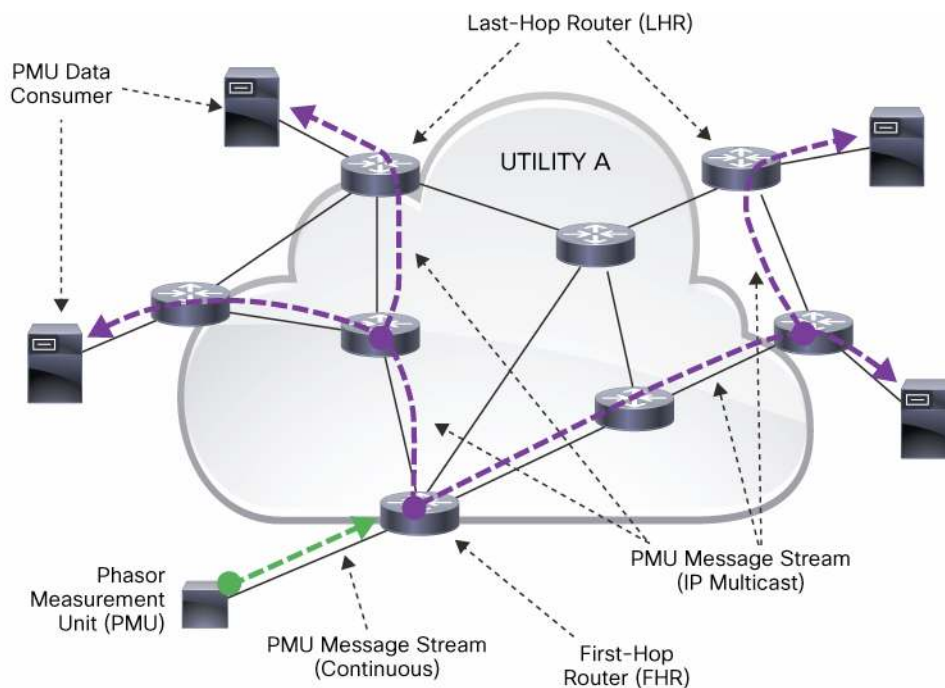 Last-Hop Router (LHR)
PMU Data
Consumer
UTILITY A
PMU Message Stream
(IP Multicast)
Phasor
Measurement
Unit (PMU)
PMU Message Stream
(Continuous)
First-Hop
Router (FHR)